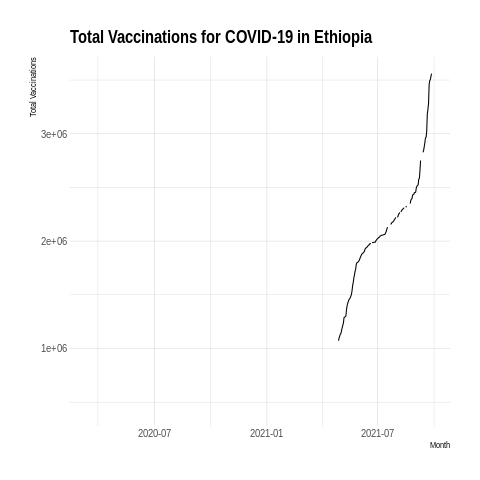 Total Vaccinations for COVID-19 in Ethiopia
Total Vaccinations
3e+06
2e+06
1e+06
2020-07 2021-01 2021-07
Month